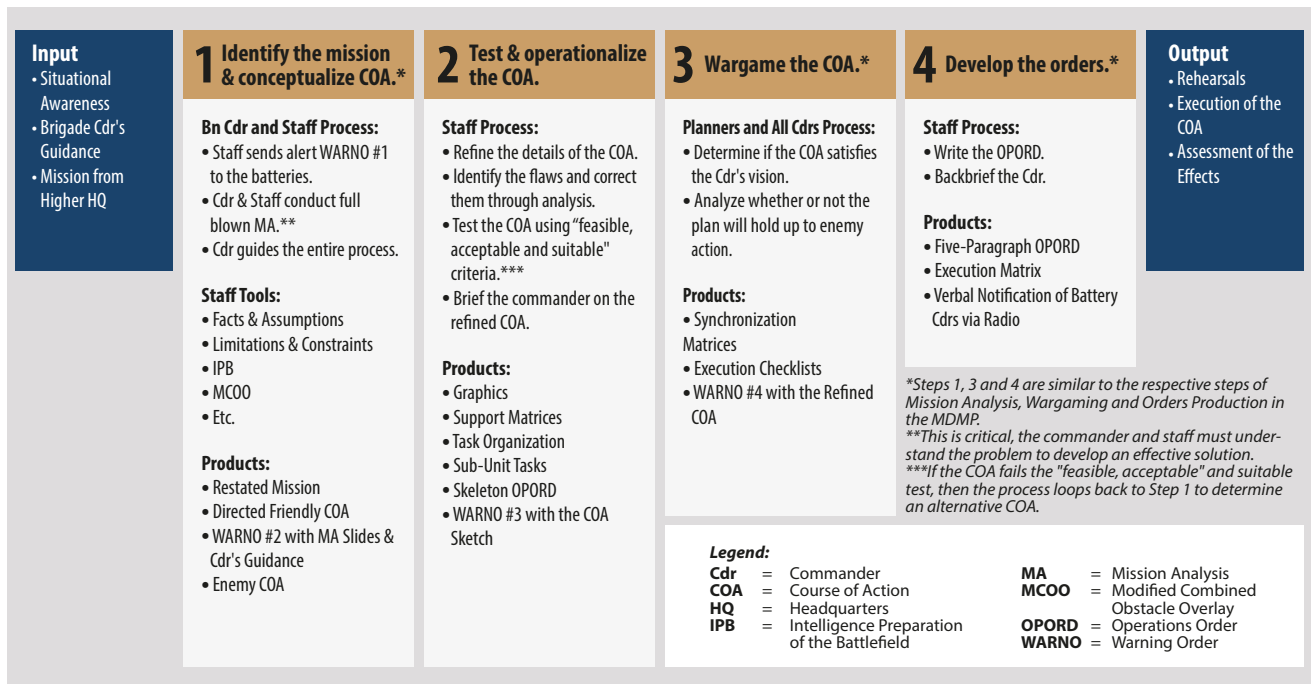 Input
• Situational
Awareness
• Brigade Cdr's
Guidance
• Mission from
Higher HQ
1 Identify the mission
& conceptualize COA.*
Bn Cdr and Staff Process:
• Staff sends alert WARNO #1
to the batteries.
• Cdr & Staff conduct full
blown MA.**
• Cdr guides the entire process.
Staff Tools:
• Facts & Assumptions
• Limitations & Constraints
• IPB
• MCOO
• Etc.
Products:
• Restated Mission
• Directed Friendly COA
• WARNO #2 with MA Slides &
Cdr's Guidance
• Enemy COA
2 Test & operationalize
the COA.
Staff Process:
• Refine the details of the COA.
• Identify the flaws and correct
them through analysis.
• Test the COA using “feasible,
acceptable and suitable"
criteria.***
• Brief the commander on the
refined COA.
Products:
• Graphics
• Support Matrices
• Task Organization
• Sub-Unit Tasks
• Skeleton OPORD
• WARNO #3 with the COA
Sketch
3 Wargame the COA.*
Planners and All Cdrs Process:
• Determine if the COA satisfies
the Cdr's vision.
• Analyze whether or not the
plan will hold up to enemy
action.
Products:
• Synchronization
Matrices
• Execution Checklists
• WARNO #4 with the Refined
COA
4 Develop the orders.*
Staff Process:
• Write the OPORD.
• Backbrief the Cdr.
Products:
• Five-Paragraph OPORD
• Execution Matrix
• Verbal Notification of Battery
Cdrs via Radio
Output
• Rehearsals
• Execution of the
COA
• Assessment of the
Effects
*Steps 1, 3 and 4 are similar to the respective steps of
Mission Analysis, Wargaming and Orders Production in
the MDMP.
**This is critical, the commander and staff must under-
stand the problem to develop an effective solution.
***If the COA fails the "feasible, acceptable" and suitable
test, then the process loops back to Step 1 to determine
an alternative COA.
Legend:
Cdr = Commander
COA = Course of Action
HQ = Headquarters
IPB = Intelligence Preparation
of the Battlefield
MA = Mission Analysis
MCOO = Modified Combined
Obstacle Overlay
OPORD = Operations Order
WARNO = Warning Order